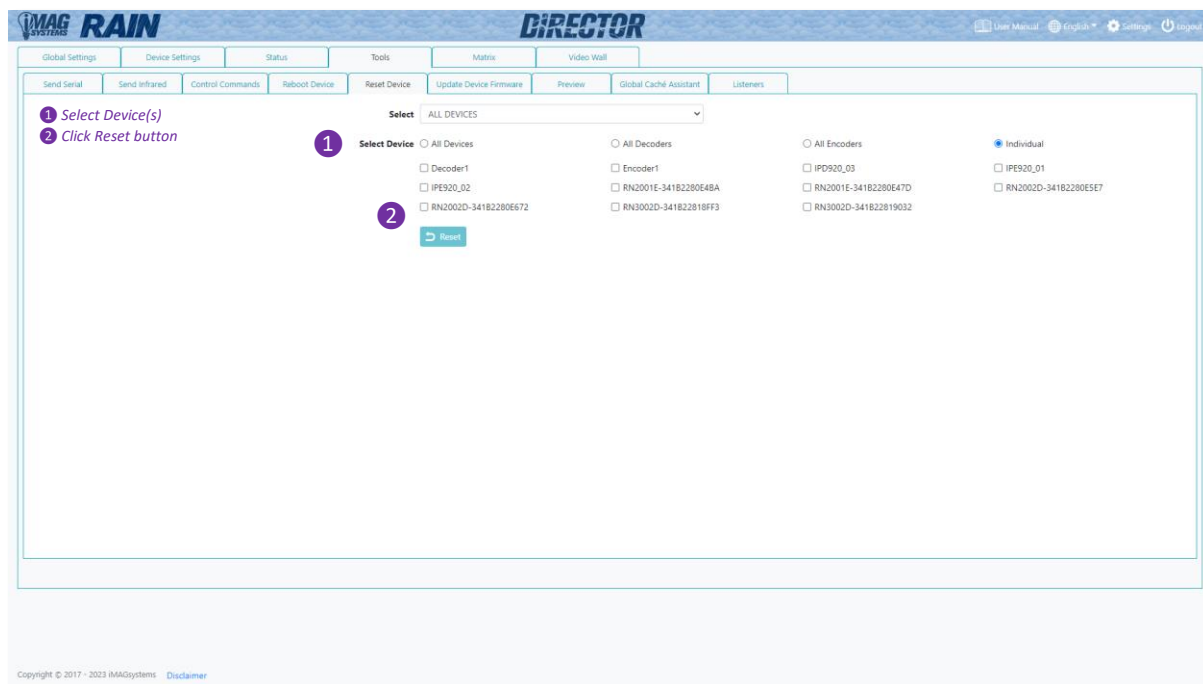 iMAG SYSTEMS RAIN DiRECTOR User Manual English Settings Logout
Global Settings Device Settings Status Tools Matrix Video Wall
Send Serial Send Infrared Control Commands Reboot Device Reset Device Update Device Firmware Preview Global Caché Assistant Listeners
1 Select Device(s)
2 Click Reset button
Select ALL DEVICES
1 Select Device All Devices All Decoders All Encoders Individual
Decoder1 Encoder1 IPD920_03 IPE920_01
IPE920_02 RN2001E-341B2280E4BA RN2001E-341B2280E47D RN2002D-341B2280E5E7
2 RN2002D-341B2280E672 RN3002D-341B22818FF3 RN3002D-341B22819032
Reset
Copyright © 2017 - 2023 iMAGsystems Disclaimer